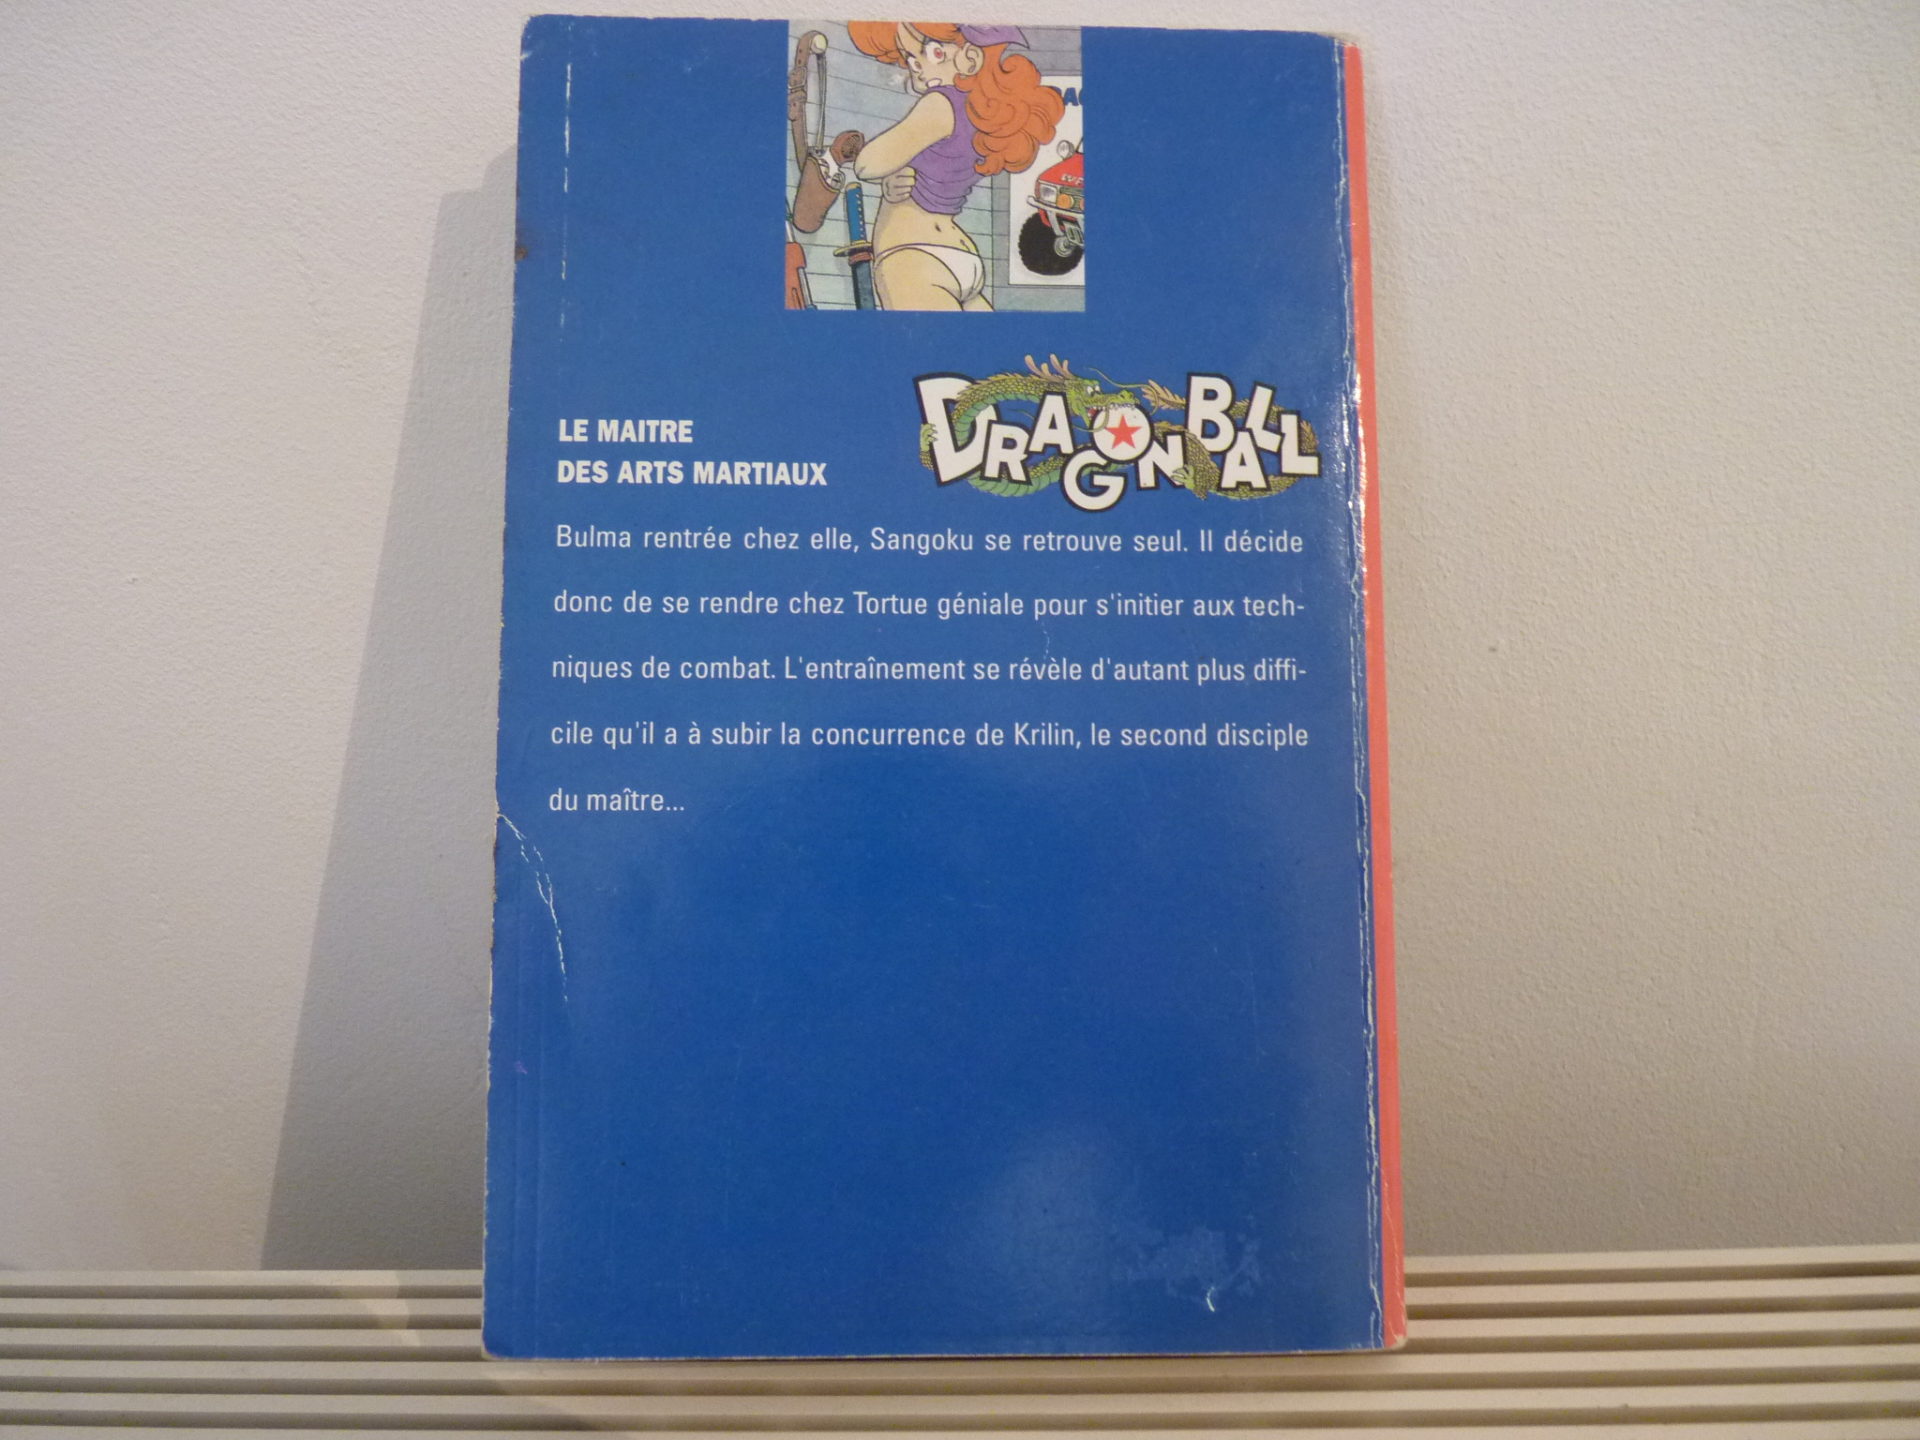 LE MAITRE
DES ARTS MARTIAUX
DRAGON BALL
Bulma rentrée chez elle, Sangoku se retrouve seul. Il décide
donc de se rendre chez Tortue géniale pour s'initier aux tech-
niques de combat. L'entraînement se révèle d'autant plus diffi-
cile qu'il a à subir la concurrence de Krilin, le second disciple
du maître...